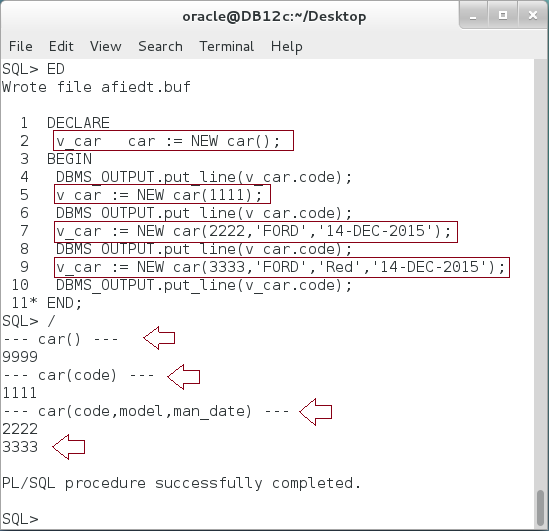 oracle@DB12c:~/Desktop
File Edit View Search Terminal Help
SQL> ED
Wrote file afiedt.buf
1 DECLARE
2 v_car car := NEW car();
3 BEGIN
4 DBMS_OUTPUT.put_line(v_car.code);
5 v_car := NEW car(1111);
6 DBMS_OUTPUT.put_line(v_car.code);
7 v_car := NEW car(2222,'FORD','14-DEC-2015');
8 DBMS_OUTPUT.put_line(v_car.code);
9 v_car := NEW car(3333,'FORD','Red','14-DEC-2015');
10 DBMS_OUTPUT.put_line(v_car.code);
11* END;
SQL> /
--- car() ---
9999
--- car(code) ---
1111
--- car(code,model,man_date) ---
2222
3333
PL/SQL procedure successfully completed.
SQL>